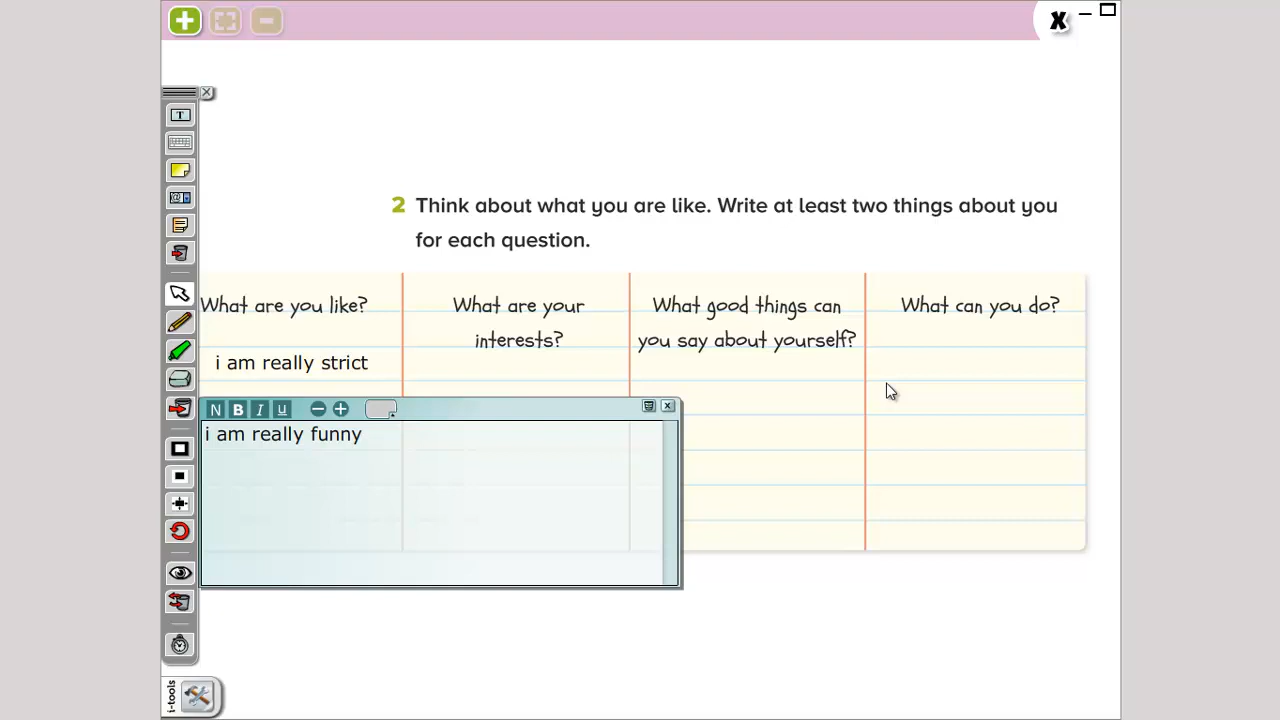 X
2 Think about what you are like. Write at least two things about you
for each question.
What are you like?
i am really strict
What are your
interests?
What good things can
you say about yourself?
What can you do?
N B I U
i am really funny
T
@
i-tools